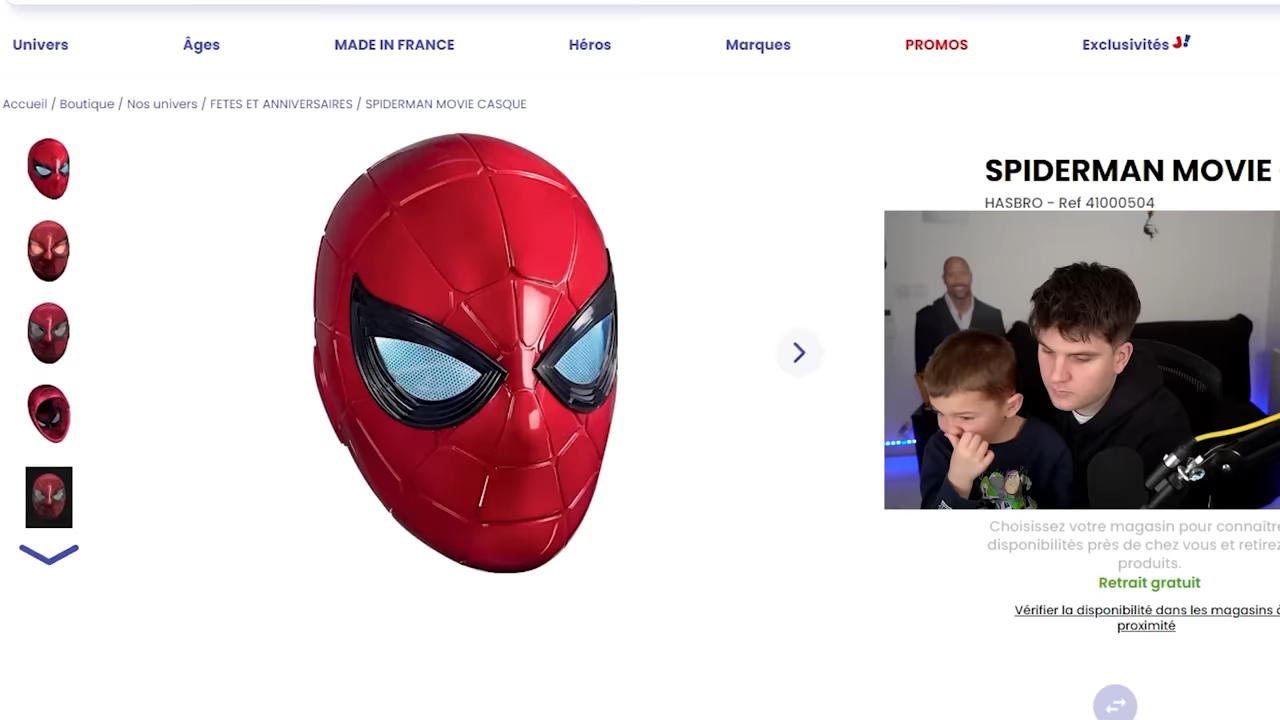 Univers Âges MADE IN FRANCE Héros Marques PROMOS Exclusivités J!
Accueil / Boutique / Nos univers / FETES ET ANNIVERSAIRES / SPIDERMAN MOVIE CASQUE
SPIDERMAN MOVIE
HASBRO - Ref 41000504
Choisissez votre magasin pour connaître
disponibilités près de chez vous et retirez
produits.
Retrait gratuit
Vérifier la disponibilité dans les magasins à
proximité